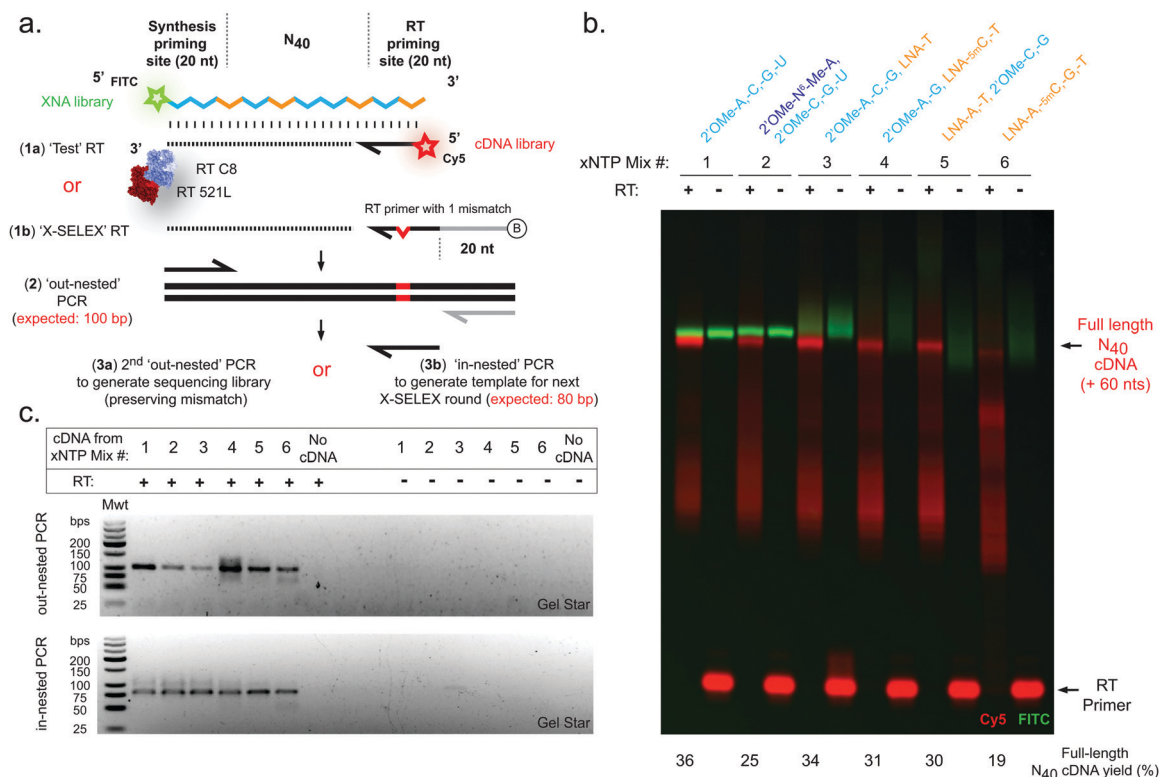 a.
Synthesis
priming
site (20 nt)
N40
RT
priming
site (20 nt)
5'
FITC
3'
XNA library
(1a) 'Test' RT
3'
5'
cDNA library
Cy5
RT C8
or
RT 521L
RT primer with 1 mismatch
(1b) 'X-SELEX' RT
B
20 nt
(2) 'out-nested'
PCR
(expected: 100 bp)
(3a) 2nd 'out-nested' PCR
to generate sequencing library
(preserving mismatch)
or
(3b) 'in-nested' PCR
to generate template for next
X-SELEX round (expected: 80 bp)
b.
2'OMe-A,-C,-G,-U
2'OMe-N6-Me-A,
2'OMe-C,-G,-U
2'OMe-A,-C,-G, LNA-T
2'OMe-A,-G, LNA-5mC,-T
LNA-A,-T, 2'OMe-C,-G
LNA-A,-5mC,-G,-T
xNTP Mix #: 1 2 3 4 5 6
RT: + - + - + - + - + - + -
Full length
N40
cDNA
(+ 60 nts)
RT
Primer
Cy5 FITC
36 25 34 31 30 19
Full-length
N40 cDNA yield (%)
c.
cDNA from
xNTP Mix #: 1 2 3 4 5 6 No cDNA 1 2 3 4 5 6 No cDNA
RT: + + + + + + + - - - - - - -
Mwt
bps
200
150
100
75
50
25
out-nested PCR
Gel Star
bps
200
150
100
75
50
25
in-nested PCR
Gel Star